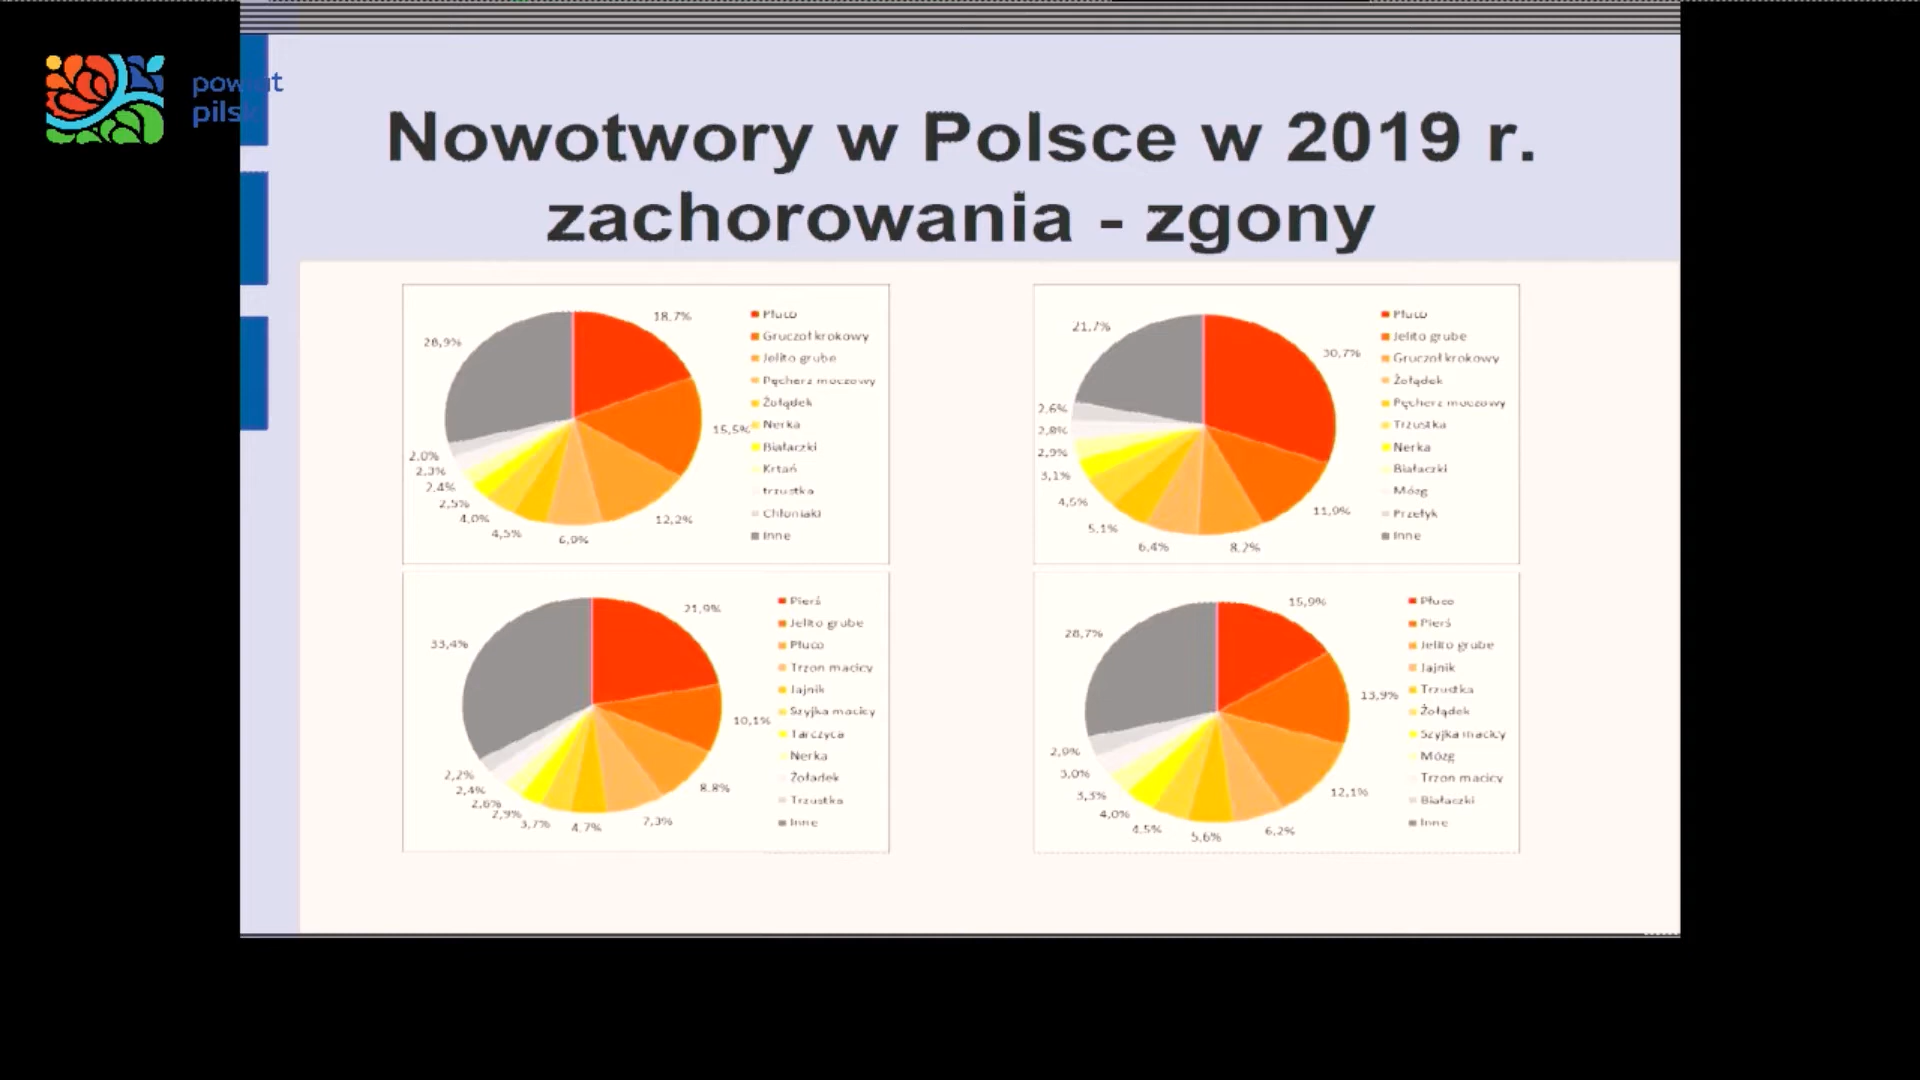 powiat
pilski
Nowotwory w Polsce w 2019 r.
zachorowania - zgony
18,7%
15,5%
12,2%
6,9%
4,5%
4,0%
2,5%
2,4%
2,3%
2,0%
28,9%
Płuco
Gruczoł krokowy
Jelito grube
Pęcherz moczowy
Żołądek
Nerka
Białaczki
Krtań
trzustka
Chłoniaki
Inne
30,7%
11,9%
8,2%
6,4%
5,1%
4,5%
3,1%
2,9%
2,8%
2,6%
21,7%
Płuco
Jelito grube
Gruczoł krokowy
Żołądek
Pęcherz moczowy
Trzustka
Nerka
Białaczki
Mózg
Przełyk
Inne
21,9%
10,1%
8,8%
7,3%
4,7%
3,7%
2,9%
2,6%
2,4%
2,2%
33,4%
Pierś
Jelito grube
Płuco
Trzon macicy
Jajnik
Szyjka macicy
Tarczyca
Nerka
Żołądek
Trzustka
Inne
15,9%
13,9%
12,1%
6,2%
5,6%
4,5%
4,0%
3,3%
3,0%
2,9%
28,7%
Płuco
Pierś
Jelito grube
Jajnik
Trzustka
Żołądek
Szyjka macicy
Mózg
Trzon macicy
Białaczki
Inne